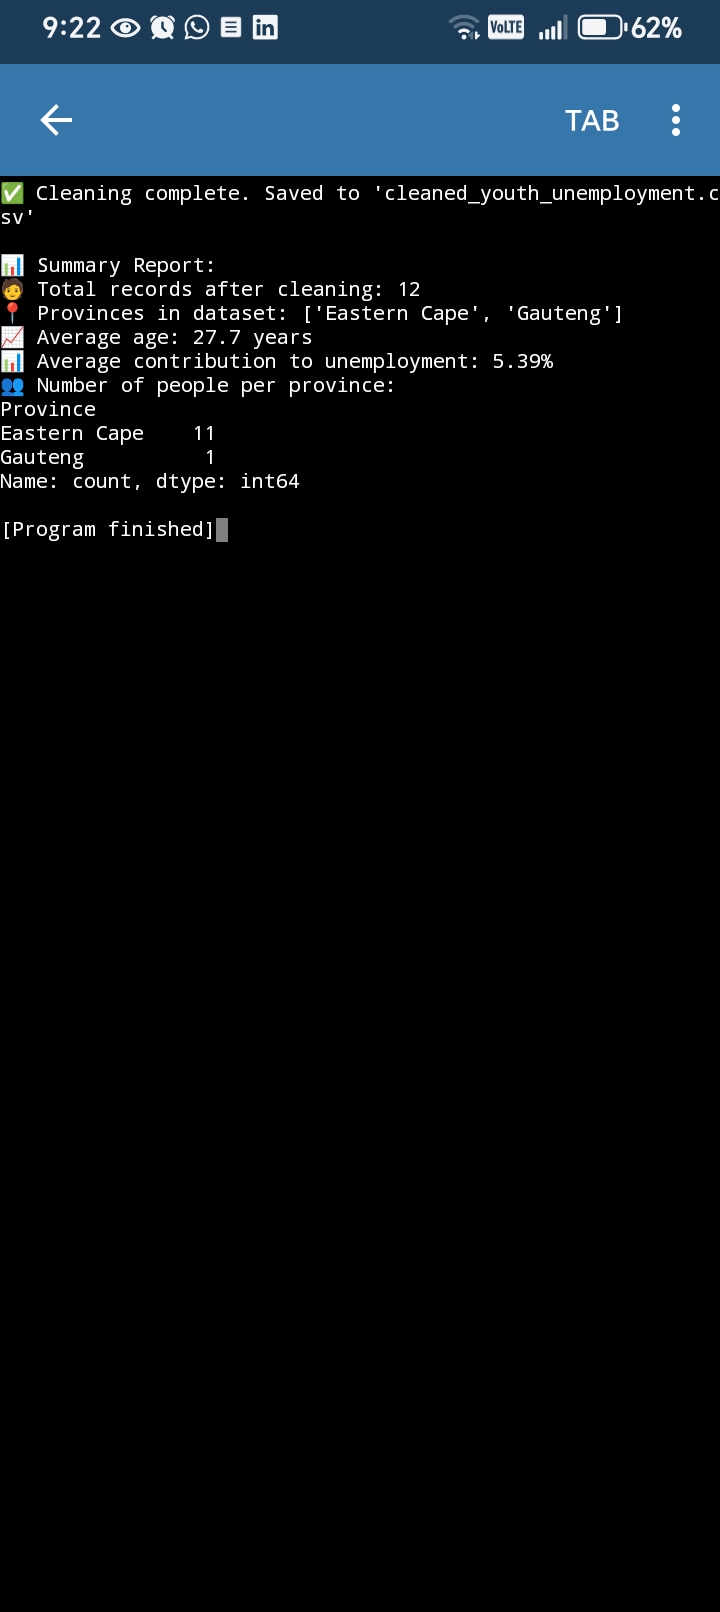 9:22 in VoLTE 62%
TAB
✅ Cleaning complete. Saved to 'cleaned_youth_unemployment.c
sv'
📊 Summary Report:
🧑 Total records after cleaning: 12
📍 Provinces in dataset: ['Eastern Cape', 'Gauteng']
📈 Average age: 27.7 years
📊 Average contribution to unemployment: 5.39%
👥 Number of people per province:
Province
Eastern Cape    11
Gauteng          1
Name: count, dtype: int64
[Program finished]